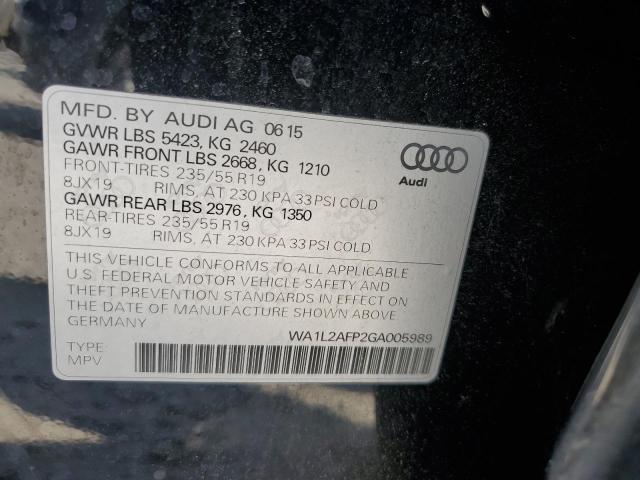 MFD. BY AUDI AG 06 15
GVWR LBS 5423, KG 2460
GAWR FRONT LBS 2668, KG 1210
FRONT-TIRES 235/55 R19
8JX19 RIMS, AT 230 KPA 33 PSI COLD
GAWR REAR LBS 2976, KG 1350
REAR-TIRES 235/55 R19
8JX19 RIMS, AT 230 KPA 33 PSI COLD
Audi
THIS VEHICLE CONFORMS TO ALL APPLICABLE
U.S. FEDERAL MOTOR VEHICLE SAFETY AND
THEFT PREVENTION STANDARDS IN EFFECT ON
THE DATE OF MANUFACTURE SHOWN ABOVE
GERMANY
WA1L2AFP2GA005989
TYPE:
MPV